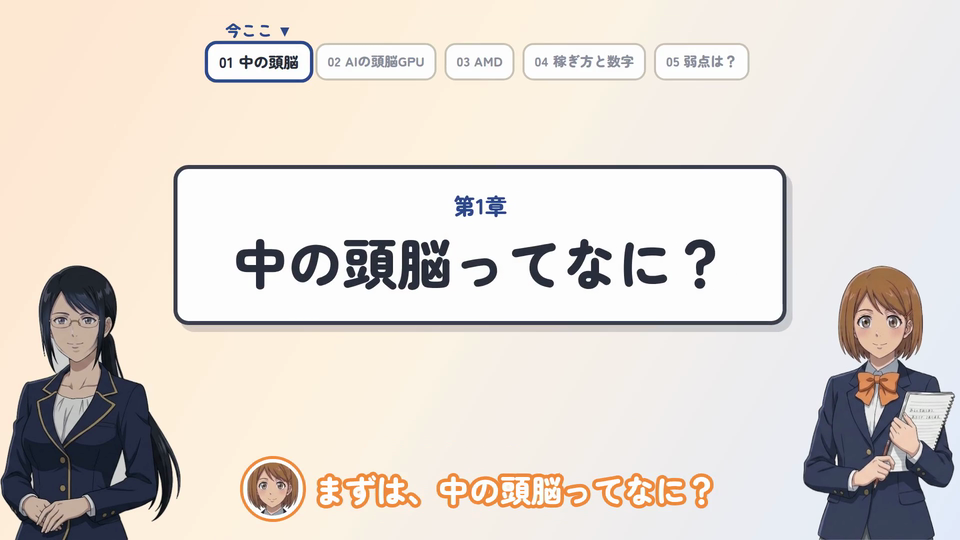 今ここ ▼
01 中の頭脳
02 AIの頭脳GPU
03 AMD
04 稼ぎ方と数字
05 弱点は？
第1章
中の頭脳ってなに？
まずは、中の頭脳ってなに？